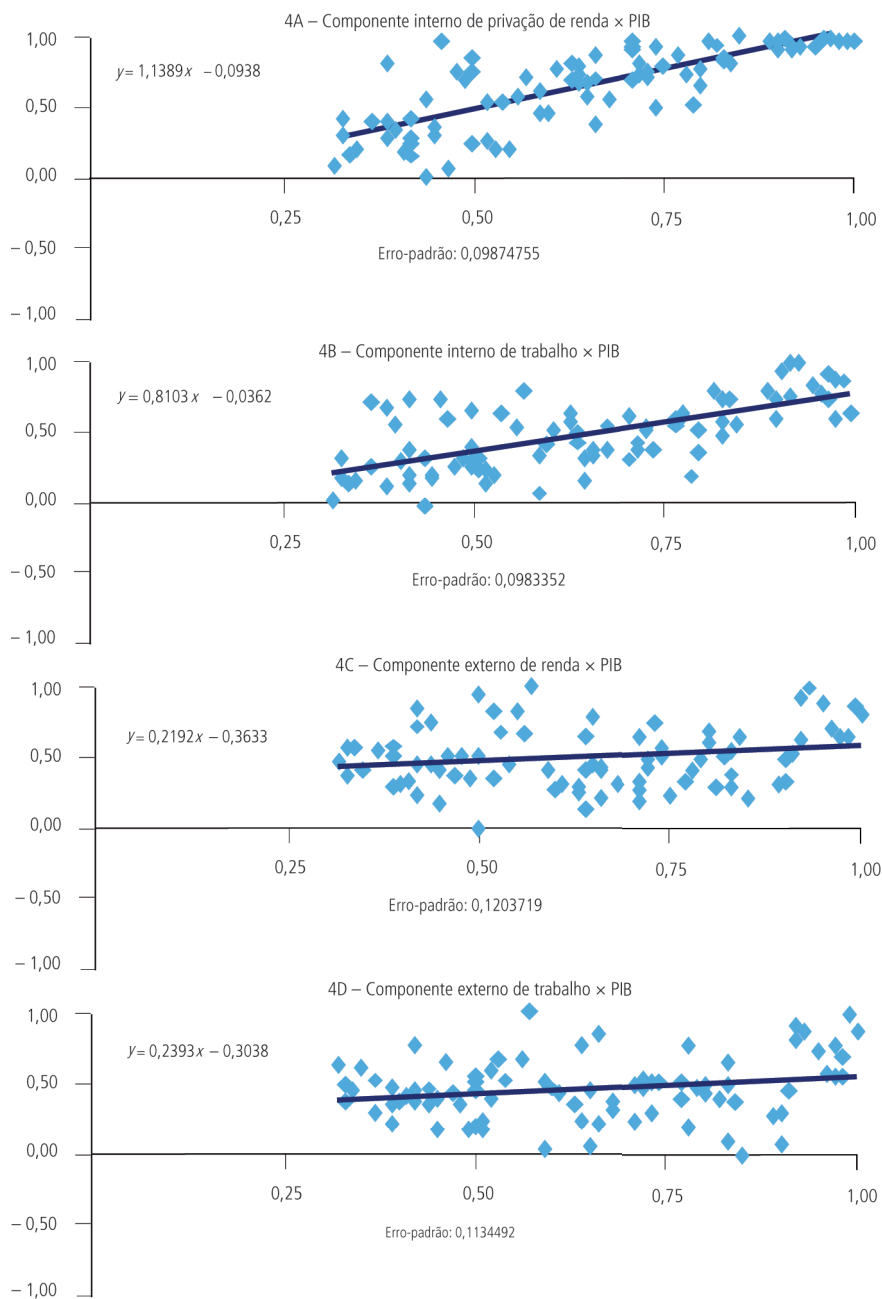 4A – Componente interno de privação de renda × PIB
1,00
y = 1,1389x – 0,0938
0,50
0,00
0,25 0,50 0,75 1,00
– 0,50
Erro-padrão: 0,09874755
– 1,00
4B – Componente interno de trabalho × PIB
1,00
y = 0,8103x – 0,0362
0,50
0,00
0,25 0,50 0,75 1,00
– 0,50
Erro-padrão: 0,0983352
– 1,00
4C – Componente externo de renda × PIB
1,00
y = 0,2192x – 0,3633
0,50
0,00
0,25 0,50 0,75 1,00
– 0,50
Erro-padrão: 0,1203719
– 1,00
4D – Componente externo de trabalho × PIB
1,00
y = 0,2393x – 0,3038
0,50
0,00
0,25 0,50 0,75 1,00
– 0,50
Erro-padrão: 0,1134492
– 1,00